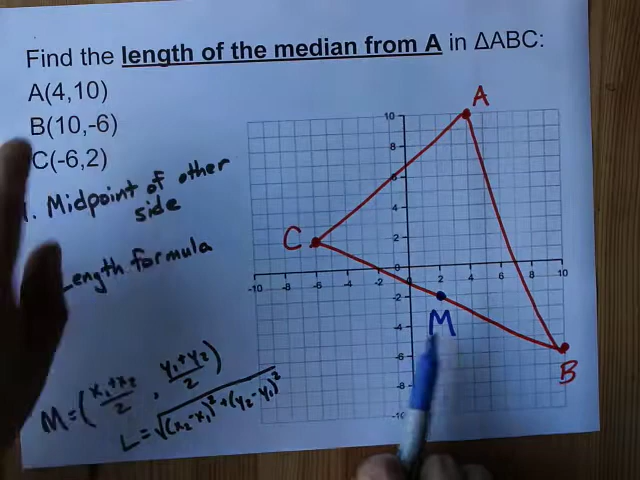 Find the length of the median from A in ΔABC:
A(4,10)
B(10,-6)
C(-6,2)
1. Midpoint of other
side
Length formula
M=(x₁+x₂/2, y₁+y₂/2)
L=√(x₂-x₁)²+(y₂-y₁)²
A
C
M
B
10
8
6
4
2
0
-2
-4
-6
-8
-10
-10 -8 -6 -4 -2 2 4 6 8 10